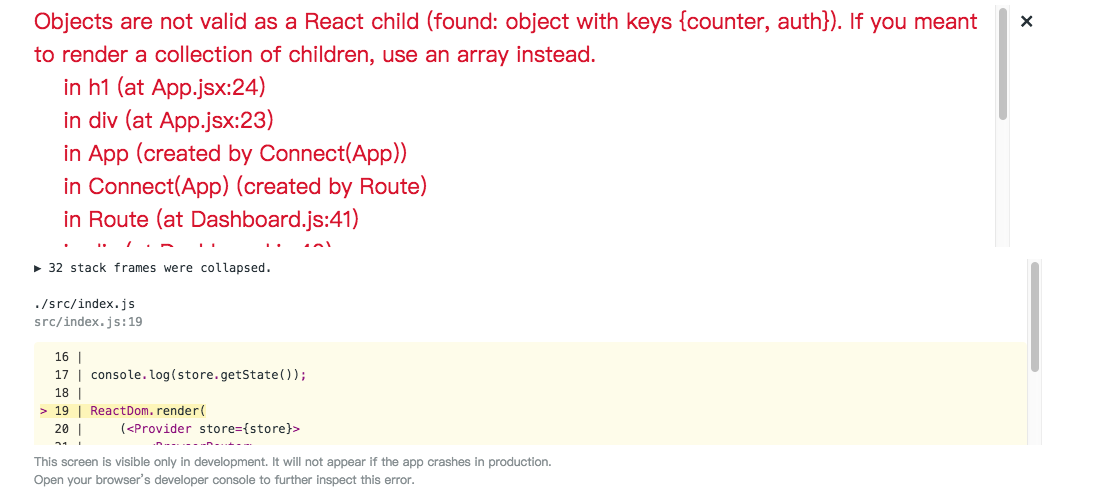 Objects are not valid as a React child (found: object with keys {counter, auth}). If you meant
to render a collection of children, use an array instead.
in h1 (at App.jsx:24)
in div (at App.jsx:23)
in App (created by Connect(App))
in Connect(App) (created by Route)
in Route (at Dashboard.js:41)
▶ 32 stack frames were collapsed.
./src/index.js
src/index.js:19
16 |
17 | console.log(store.getState());
18 |
> 19 | ReactDom.render(
20 | (<Provider store={store}>
This screen is visible only in development. It will not appear if the app crashes in production.
Open your browser's developer console to further inspect this error.